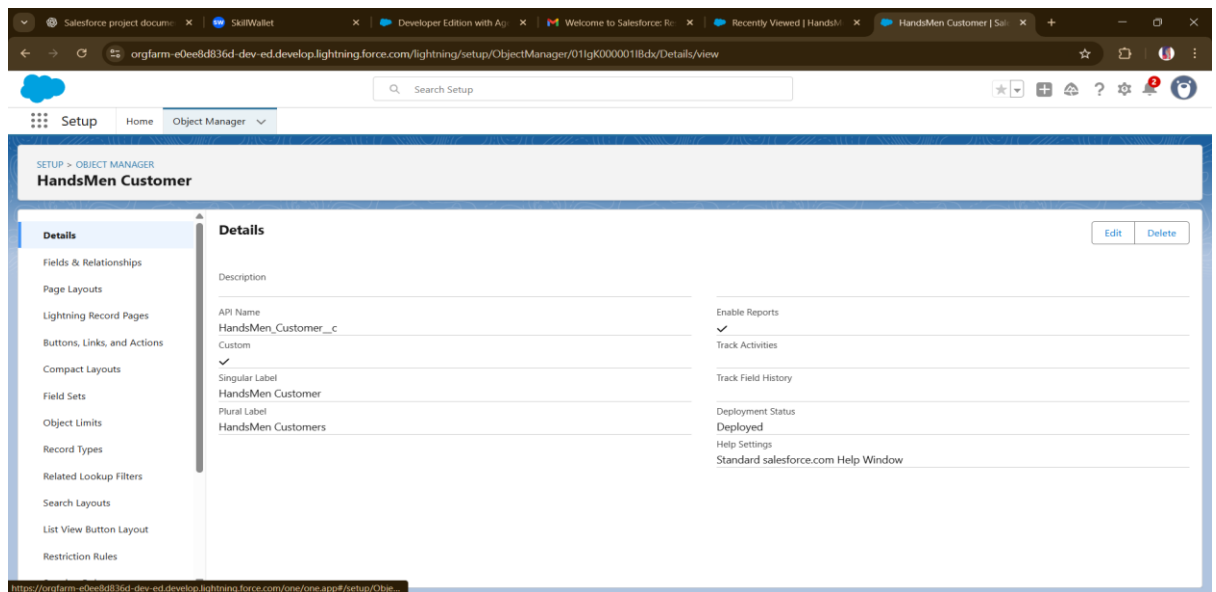 Salesforce project docume
SW SkillWallet
Developer Edition with Ag
Welcome to Salesforce: Re
Recently Viewed | HandsM
HandsMen Customer | Sal
orgfarm-e0ee8d836d-dev-ed.develop.lightning.force.com/lightning/setup/ObjectManager/01IgK000001IBdx/Details/view
Search Setup
2
Setup Home Object Manager
SETUP > OBJECT MANAGER
HandsMen Customer
Details
Fields & Relationships
Page Layouts
Lightning Record Pages
Buttons, Links, and Actions
Compact Layouts
Field Sets
Object Limits
Record Types
Related Lookup Filters
Search Layouts
List View Button Layout
Restriction Rules
Details
Edit Delete
Description
API Name
HandsMen_Customer__c
Custom
Singular Label
HandsMen Customer
Plural Label
HandsMen Customers
Enable Reports
Track Activities
Track Field History
Deployment Status
Deployed
Help Settings
Standard salesforce.com Help Window
https://orgfarm-e0ee8d836d-dev-ed.develop.lightning.force.com/one/one.app#/setup/Obje...